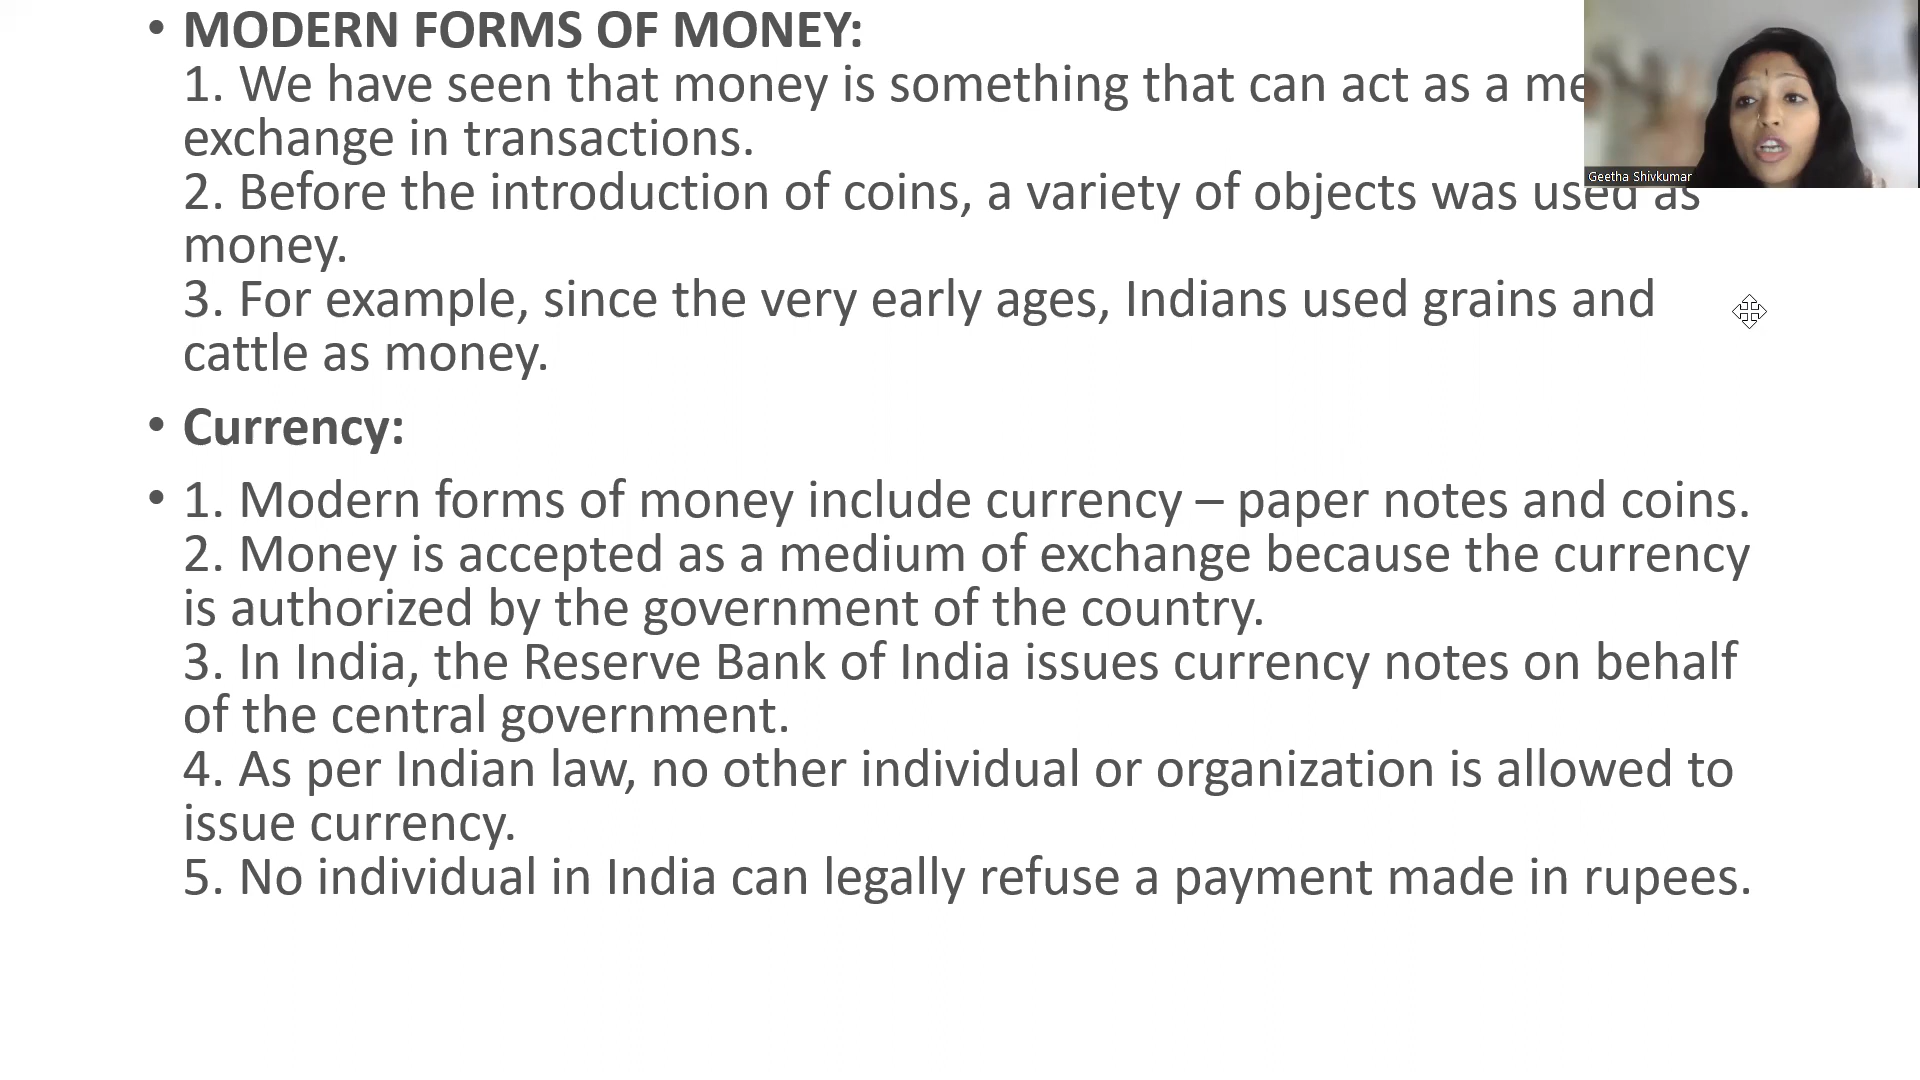 • MODERN FORMS OF MONEY:
1. We have seen that money is something that can act as a
exchange in transactions.
2. Before the introduction of coins, a variety of objects was used as
money.
3. For example, since the very early ages, Indians used grains and
cattle as money.
• Currency:
• 1. Modern forms of money include currency – paper notes and coins.
2. Money is accepted as a medium of exchange because the currency
is authorized by the government of the country.
3. In India, the Reserve Bank of India issues currency notes on behalf
of the central government.
4. As per Indian law, no other individual or organization is allowed to
issue currency.
5. No individual in India can legally refuse a payment made in rupees.
Geetha Shivkumar